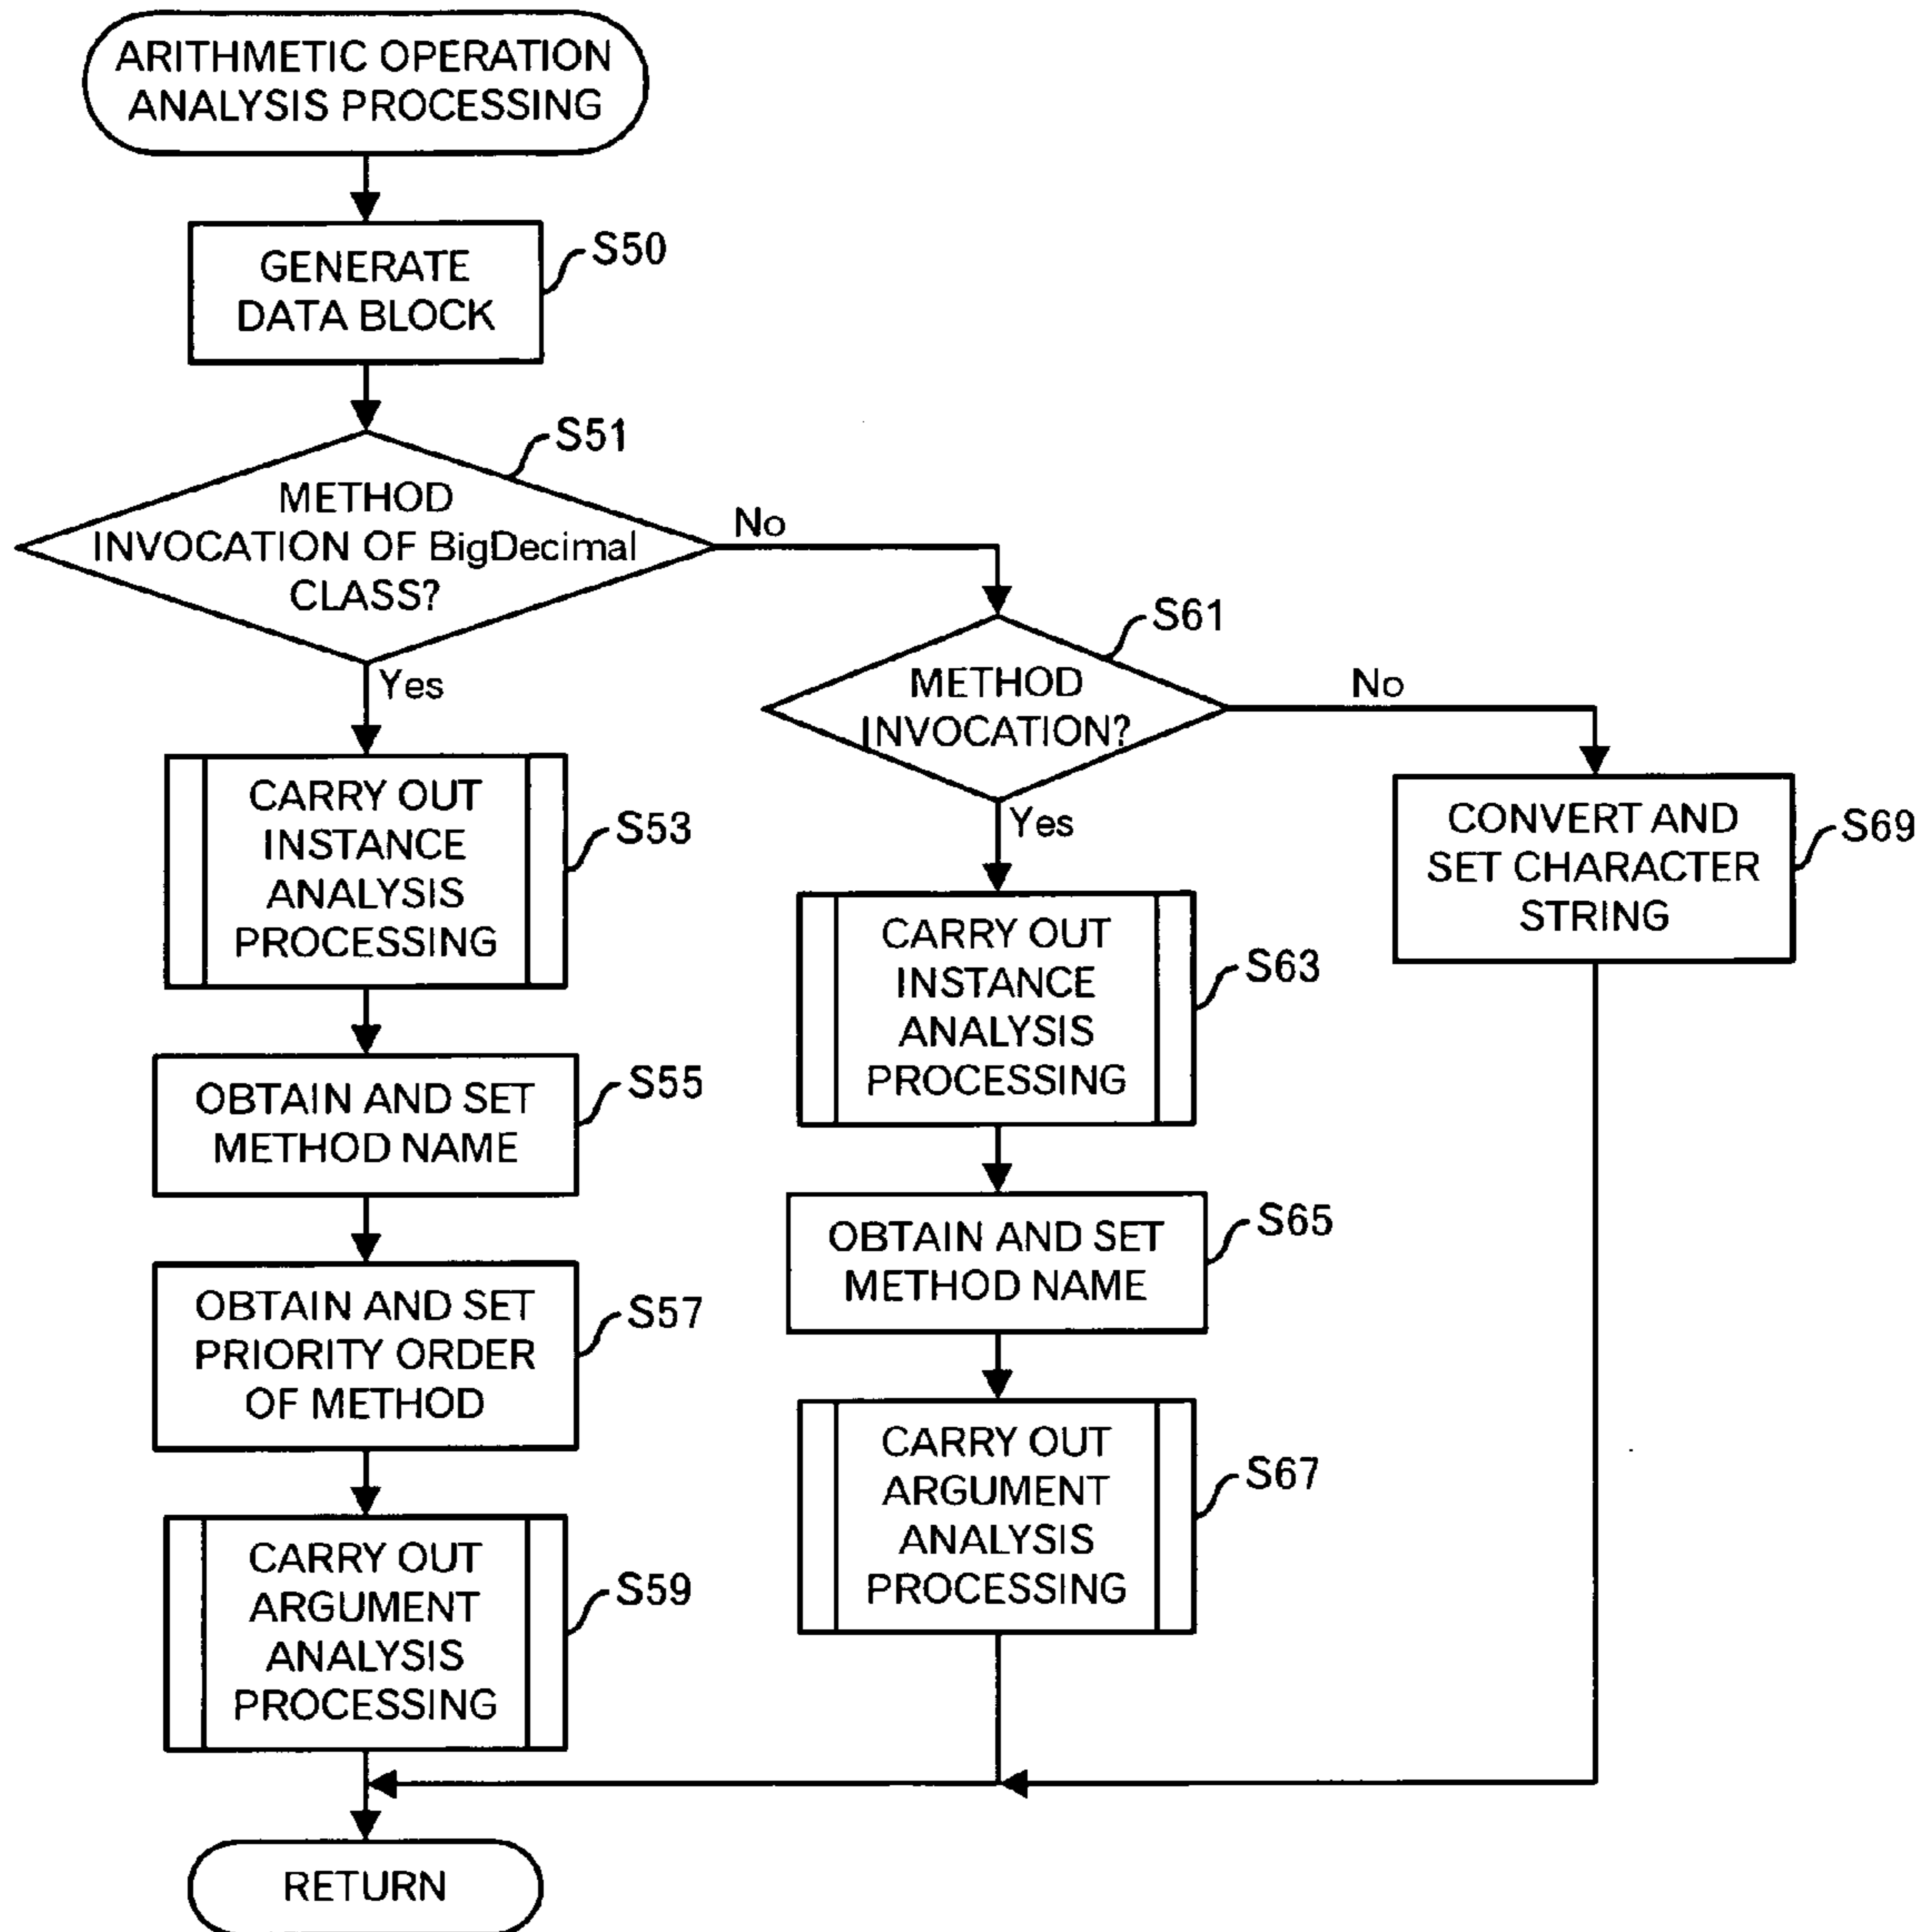 ARITHMETIC OPERATION
ANALYSIS PROCESSING
GENERATE
DATA BLOCK
S50
METHOD
INVOCATION OF BigDecimal
CLASS?
S51
No
Yes
CARRY OUT
INSTANCE
ANALYSIS
PROCESSING
S53
OBTAIN AND SET
METHOD NAME
S55
OBTAIN AND SET
PRIORITY ORDER
OF METHOD
S57
CARRY OUT
ARGUMENT
ANALYSIS
PROCESSING
S59
METHOD
INVOCATION?
S61
No
Yes
CARRY OUT
INSTANCE
ANALYSIS
PROCESSING
S63
OBTAIN AND SET
METHOD NAME
S65
CARRY OUT
ARGUMENT
ANALYSIS
PROCESSING
S67
CONVERT AND
SET CHARACTER
STRING
S69
RETURN